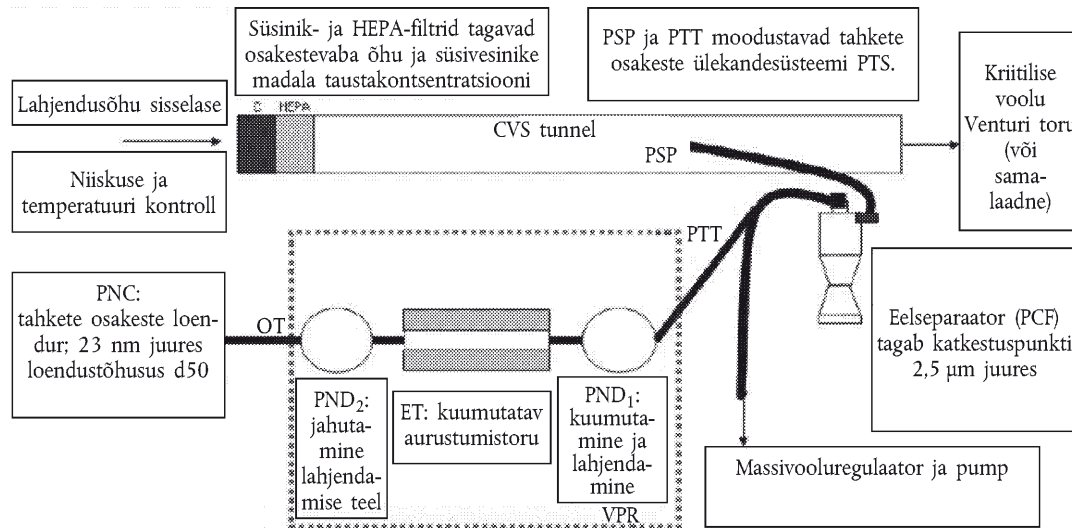 Süsinik- ja HEPA-filtrid tagavad
osakestevaba õhu ja süsivesinike
madala taustakontsentratsiooni
PSP ja PTT moodustavad tahkete
osakeste ülekandesüsteemi PTS.
Kriitilise
voolu
Venturi toru
(või
sama-
laadne)
Lahjendusõhu sisselase
C HEPA
CVS tunnel
PSP
Niiskuse ja
temperatuuri kontroll
PTT
PNC:
tahkete osakeste loen-
dur; 23 nm juures
loendustõhusus d50
OT
Eelseparaator (PCF)
tagab katkestuspunkti
2,5 µm juures
PND₂:
jahuta-
mine
lahjenda-
mise teel
ET: kuumutatav
aurustumistoru
PND₁:
kuumuta-
mine ja
lahjenda-
mine
VPR
Massivooluregulaator ja pump